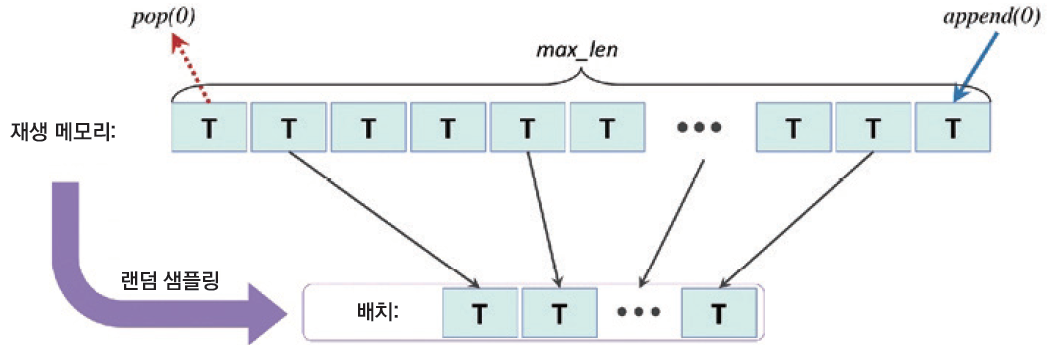 pop(0)
append(0)
max_len
재생 메모리: T T T T T T ••• T T T
랜덤 샘플링
배치: T T ••• T